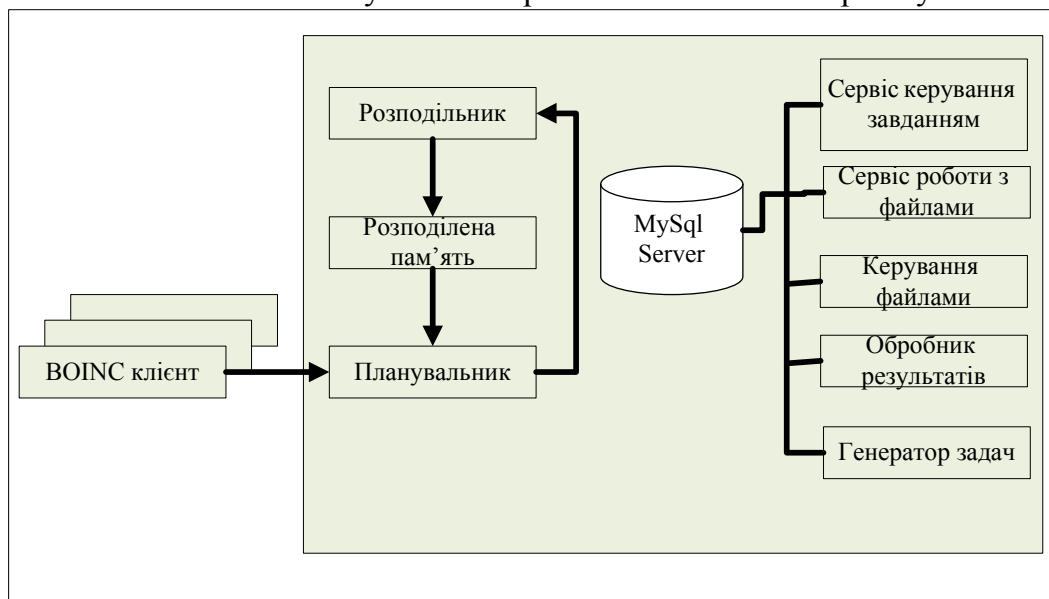 Розподільник
Розподілена
пам’ять
Планувальник
BOINC клієнт
MySql
Server
Сервіс керування
завданням
Сервіс роботи з
файлами
Керування
файлами
Обробник
результатів
Генератор задач